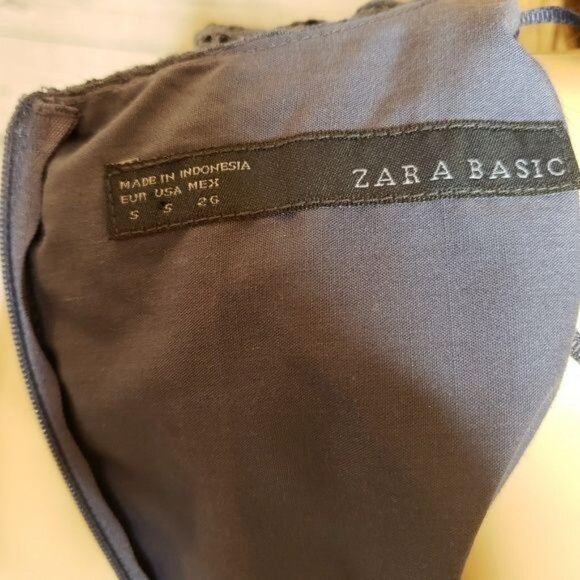 MADE IN INDONESIA
EUR USA MEX
S S 26
ZARA BASIC